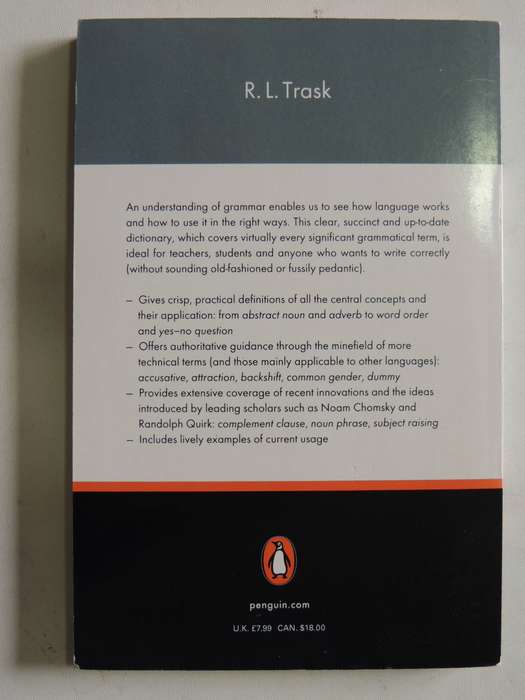 R. L. Trask
An understanding of grammar enables us to see how language works
and how to use it in the right ways. This clear, succinct and up-to-date
dictionary, which covers virtually every significant grammatical term, is
ideal for teachers, students and anyone who wants to write correctly
(without sounding old-fashioned or fussily pedantic).
– Gives crisp, practical definitions of all the central concepts and
their application: from abstract noun and adverb to word order
and yes–no question
– Offers authoritative guidance through the minefield of more
technical terms (and those mainly applicable to other languages):
accusative, attraction, backshift, common gender, dummy
– Provides extensive coverage of recent innovations and the ideas
introduced by leading scholars such as Noam Chomsky and
Randolph Quirk: complement clause, noun phrase, subject raising
– Includes lively examples of current usage
penguin.com
U.K. £7.99 CAN. $18.00